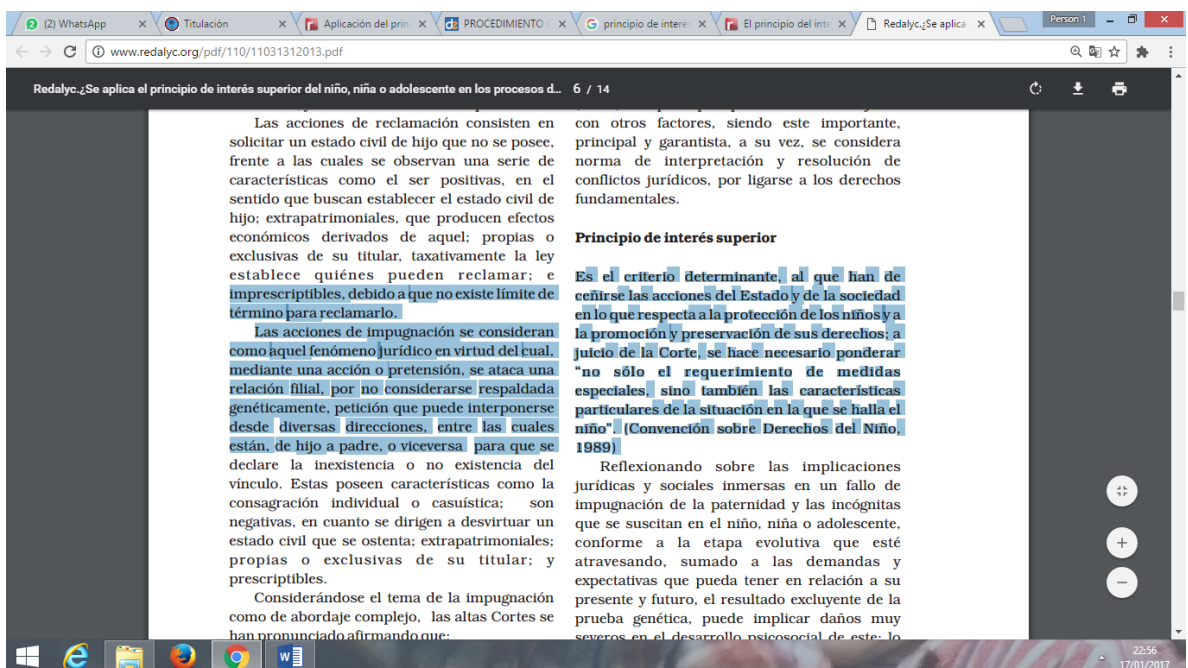 (2) WhatsApp
Titulación
Aplicación del prin
PROCEDIMIENTO
principio de interé
El principio del inte
Redalyc.¿Se aplica
Person 1
www.redalyc.org/pdf/110/11031312013.pdf
Redalyc.¿Se aplica el principio de interés superior del niño, niña o adolescente en los procesos d... 6 / 14
Las acciones de reclamación consisten en
solicitar un estado civil de hijo que no se posee,
frente a las cuales se observan una serie de
características como el ser positivas, en el
sentido que buscan establecer el estado civil de
hijo; extrapatrimoniales, que producen efectos
económicos derivados de aquel; propias o
exclusivas de su titular, taxativamente la ley
establece quiénes pueden reclamar; e
imprescriptibles, debido a que no existe límite de
término para reclamarlo.
Las acciones de impugnación se consideran
como aquel fenómeno jurídico en virtud del cual,
mediante una acción o pretensión, se ataca una
relación filial, por no considerarse respaldada
genéticamente, petición que puede interponerse
desde diversas direcciones, entre las cuales
están, de hijo a padre, o viceversa para que se
declare la inexistencia o no existencia del
vínculo. Estas poseen características como la
consagración individual o casuística; son
negativas, en cuanto se dirigen a desvirtuar un
estado civil que se ostenta; extrapatrimoniales;
propias o exclusivas de su titular; y
prescriptibles.
Considerándose el tema de la impugnación
como de abordaje complejo, las altas Cortes se
han pronunciado afirmando que:
con otros factores, siendo este importante,
principal y garantista, a su vez, se considera
norma de interpretación y resolución de
conflictos jurídicos, por ligarse a los derechos
fundamentales.
Principio de interés superior
Es el criterio determinante, al que han de
ceñirse las acciones del Estado y de la sociedad
en lo que respecta a la protección de los niños y a
la promoción y preservación de sus derechos; a
juicio de la Corte, se hace necesario ponderar
"no sólo el requerimiento de medidas
especiales, sino también las características
particulares de la situación en la que se halla el
niño". (Convención sobre Derechos del Niño,
1989)
Reflexionando sobre las implicaciones
jurídicas y sociales inmersas en un fallo de
impugnación de la paternidad y las incógnitas
que se suscitan en el niño, niña o adolescente,
conforme a la etapa evolutiva que esté
atravesando, sumado a las demandas y
expectativas que pueda tener en relación a su
presente y futuro, el resultado excluyente de la
prueba genética, puede implicar daños muy
severos en el desarrollo psicosocial de este; lo
22:56
17/01/2017